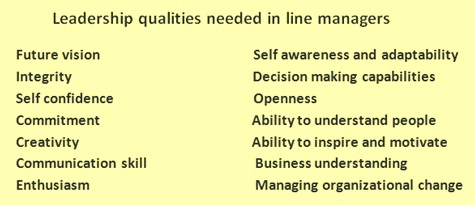 Leadership qualities needed in line managers
Future vision
Integrity
Self confidence
Commitment
Creativity
Communication skill
Enthusiasm
Self awareness and adaptability
Decision making capabilities
Openness
Ability to understand people
Ability to inspire and motivate
Business understanding
Managing organizational change